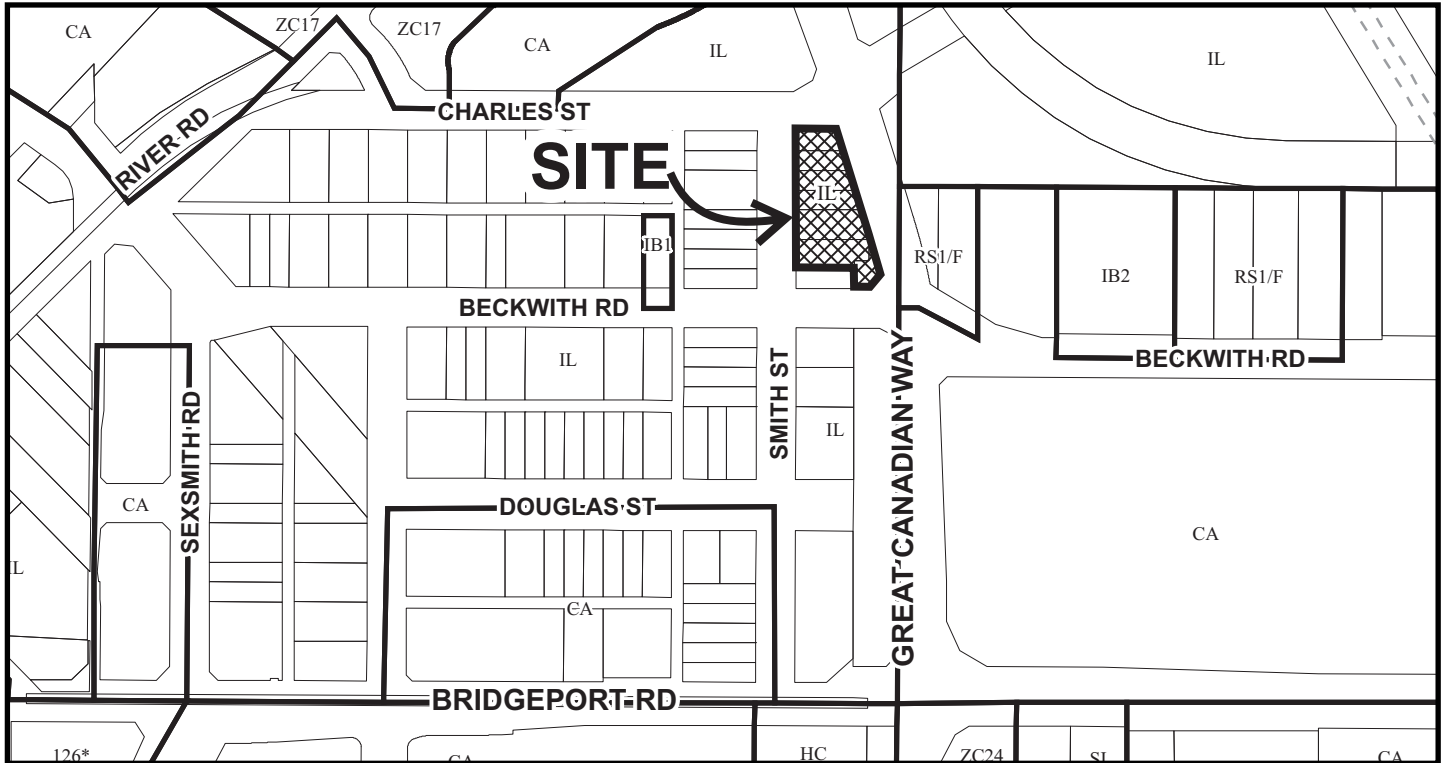 CA
ZC17
ZC17
CA
IL
IL
CHARLES ST
RIVER RD
SITE
IL
IB1
RS1/F
IB2
RS1/F
BECKWITH RD
BECKWITH RD
IL
SMITH ST
IL
GREAT CANADIAN WAY
SEXSMITH RD
CA
DOUGLAS ST
CA
IL
CA
BRIDGEPORT RD
126*
CA
HC
ZC24
CA